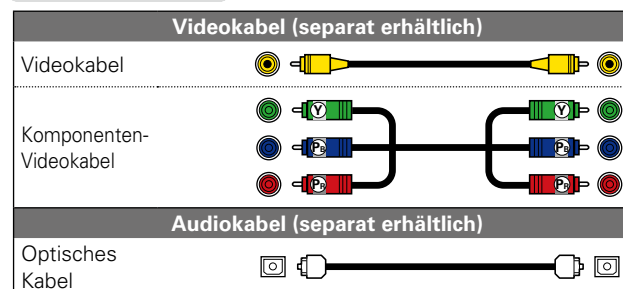 Videokabel (separat erhältlich)
Videokabel
Y Y
Komponenten-
Videokabel
PB PB
PR PR
Audiokabel (separat erhältlich)
Optisches
Kabel